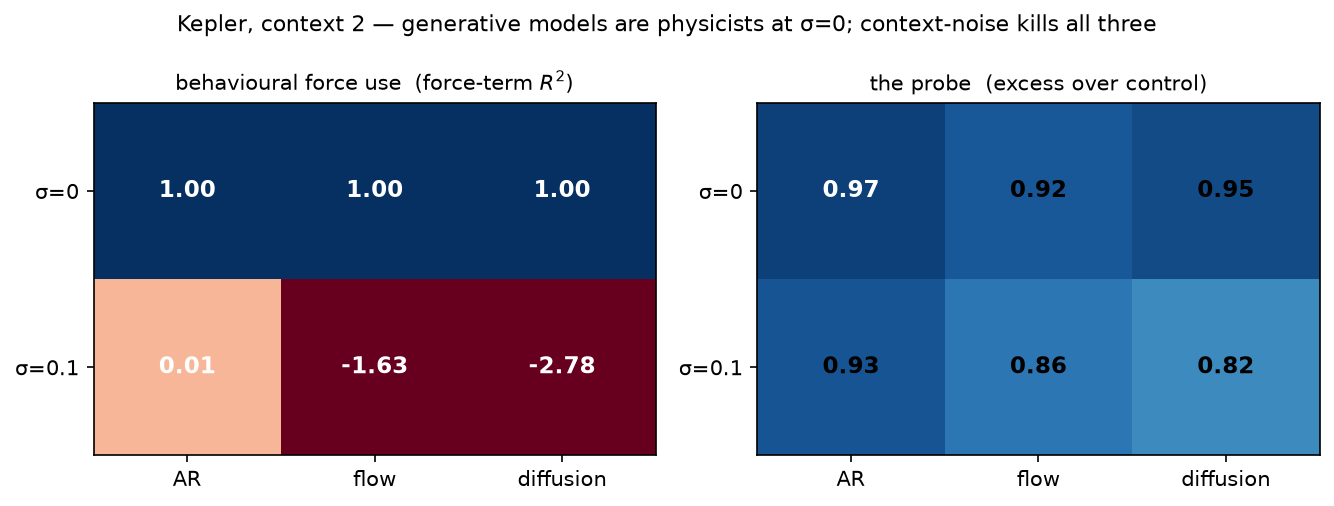 Kepler, context 2 — generative models are physicists at σ=0; context-noise kills all three
behavioural force use  (force-term R²)
the probe  (excess over control)
σ=0
1.00
1.00
1.00
σ=0
0.97
0.92
0.95
σ=0.1
0.01
-1.63
-2.78
σ=0.1
0.93
0.86
0.82
AR
flow
diffusion
AR
flow
diffusion